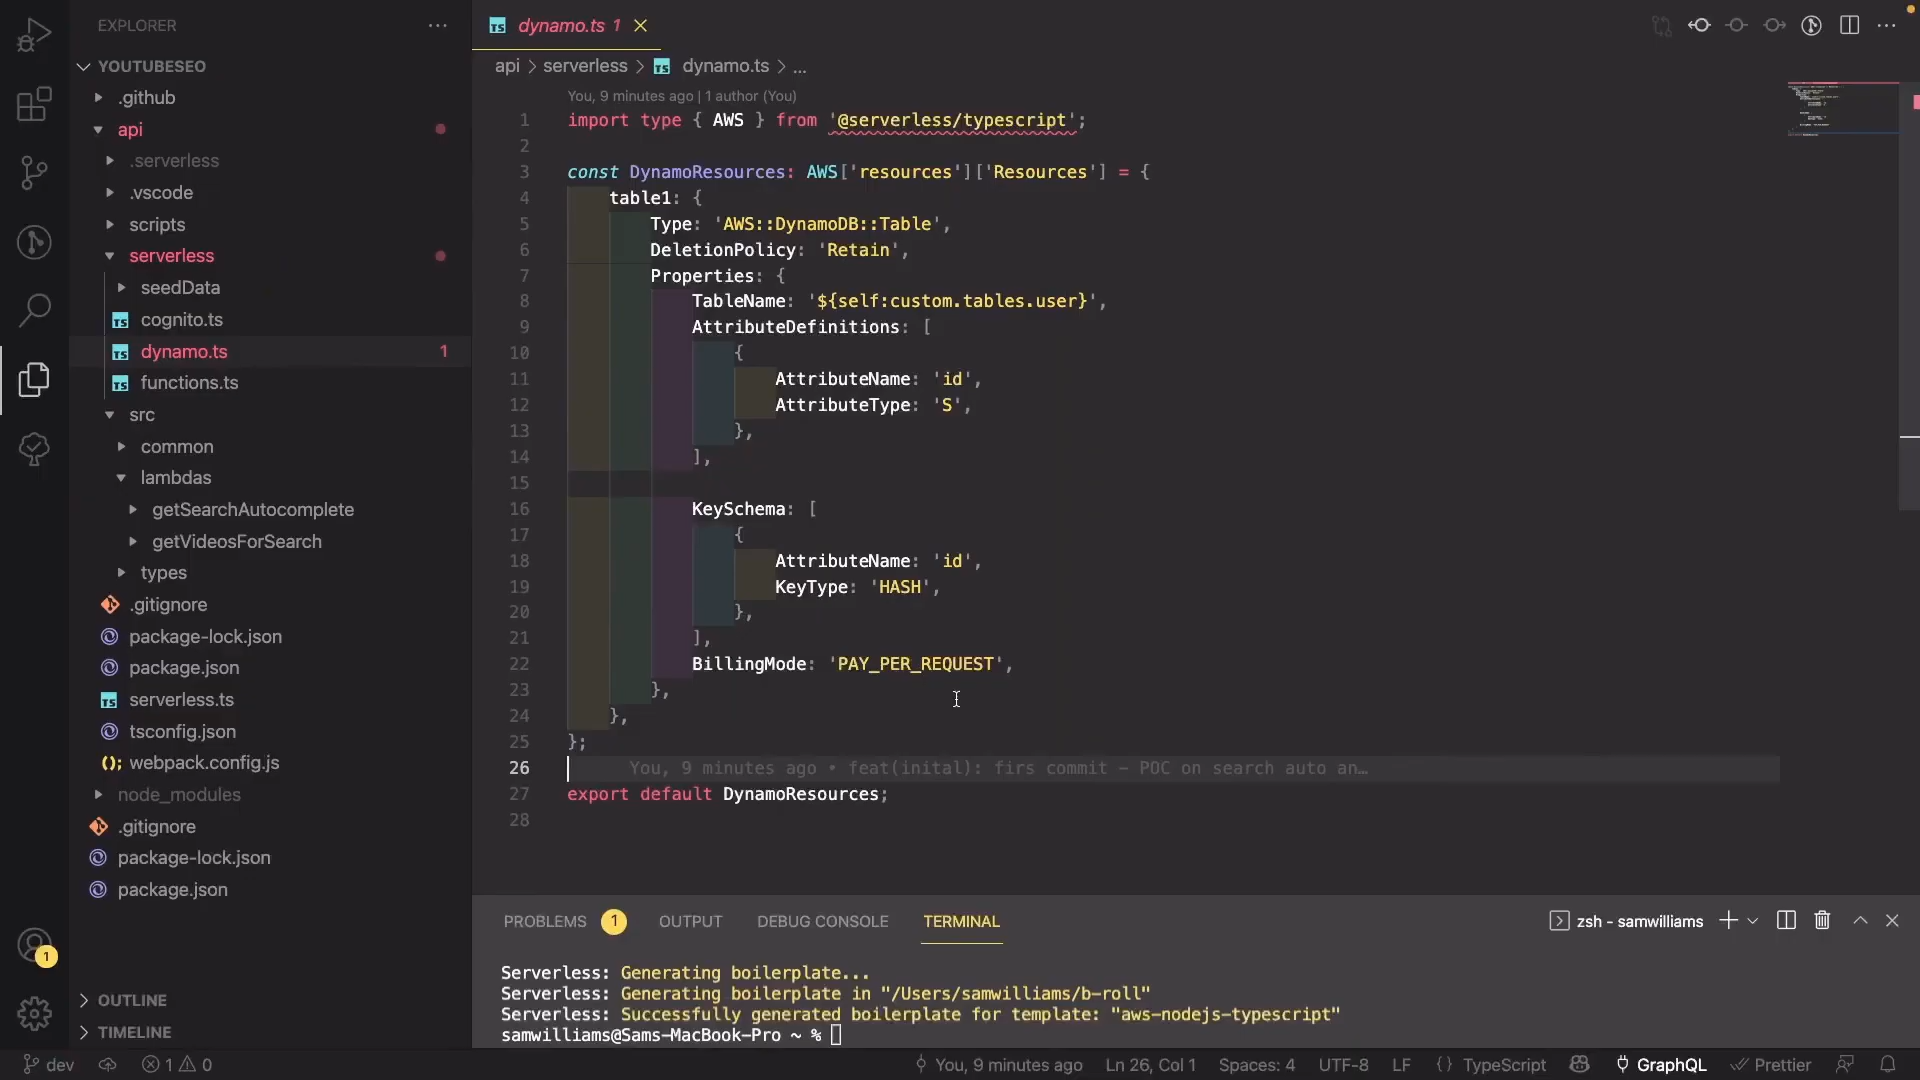 EXPLORER
YOUTUBESEO
.github
api
.serverless
.vscode
scripts
serverless
seedData
cognito.ts
dynamo.ts 1
functions.ts
src
common
lambdas
getSearchAutocomplete
getVideosForSearch
types
.gitignore
package-lock.json
package.json
serverless.ts
tsconfig.json
webpack.config.js
node_modules
.gitignore
package-lock.json
package.json
OUTLINE
TIMELINE
TS dynamo.ts 1
api > serverless > TS dynamo.ts > ...
You, 9 minutes ago | 1 author (You)
1 import type { AWS } from '@serverless/typescript';
2
3 const DynamoResources: AWS['resources']['Resources'] = {
4 table1: {
5 Type: 'AWS::DynamoDB::Table',
6 DeletionPolicy: 'Retain',
7 Properties: {
8 TableName: '${self:custom.tables.user}',
9 AttributeDefinitions: [
10 {
11 AttributeName: 'id',
12 AttributeType: 'S',
13 },
14 ],
15
16 KeySchema: [
17 {
18 AttributeName: 'id',
19 KeyType: 'HASH',
20 },
21 ],
22 BillingMode: 'PAY_PER_REQUEST',
23 },
24 },
25 };
26 You, 9 minutes ago • feat(inital): firs commit – POC on search auto an…
27 export default DynamoResources;
28
PROBLEMS 1 OUTPUT DEBUG CONSOLE TERMINAL zsh - samwilliams
Serverless: Generating boilerplate...
Serverless: Generating boilerplate in "/Users/samwilliams/b-roll"
Serverless: Successfully generated boilerplate for template: "aws-nodejs-typescript"
samwilliams@Sams-MacBook-Pro ~ %
1
dev 1 0 You, 9 minutes ago Ln 26, Col 1 Spaces: 4 UTF-8 LF {} TypeScript GraphQL Prettier